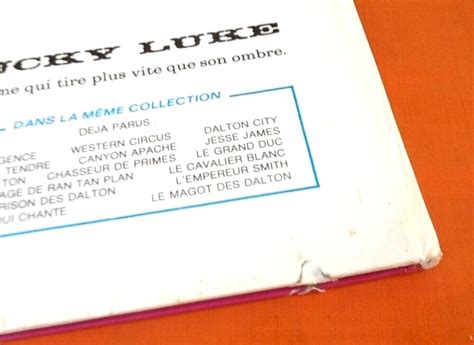 UCKY LUKE
me qui tire plus vite que son ombre.
DANS LA MÊME COLLECTION
DEJA PARUS...
GENCE WESTERN CIRCUS DALTON CITY
TENDRE CANYON APACHE JESSE JAMES
TON CHASSEUR DE PRIMES LE GRAND DUC
AGE DE RAN TAN PLAN LE CAVALIER BLANC
RISON DES DALTON L'EMPEREUR SMITH
UI CHANTE LE MAGOT DES DALTON